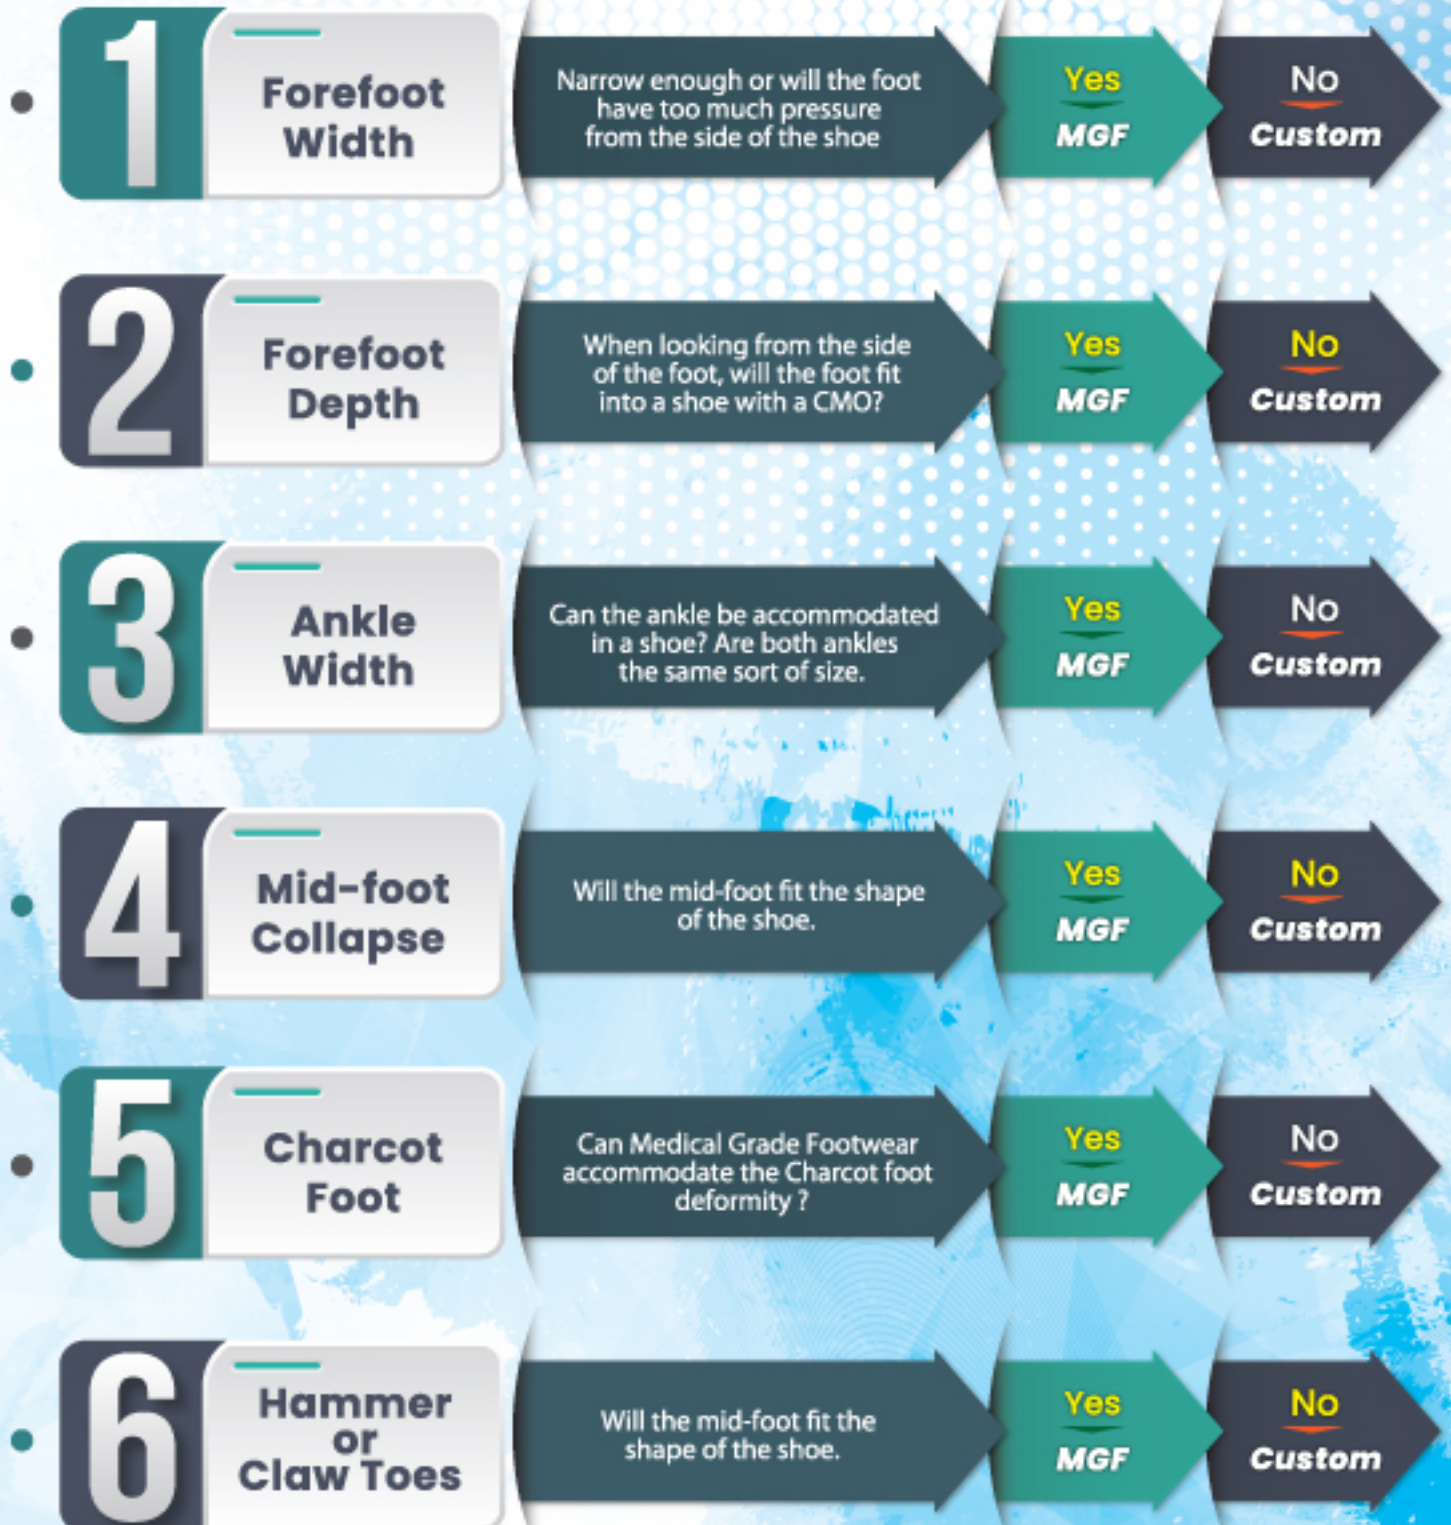 1
Forefoot
Width
Narrow enough or will the foot
have too much pressure
from the side of the shoe
Yes
MGF
No
Custom
2
Forefoot
Depth
When looking from the side
of the foot, will the foot fit
into a shoe with a CMO?
Yes
MGF
No
Custom
3
Ankle
Width
Can the ankle be accommodated
in a shoe? Are both ankles
the same sort of size.
Yes
MGF
No
Custom
4
Mid-foot
Collapse
Will the mid-foot fit the shape
of the shoe.
Yes
MGF
No
Custom
5
Charcot
Foot
Can Medical Grade Footwear
accommodate the Charcot foot
deformity ?
Yes
MGF
No
Custom
6
Hammer
or
Claw Toes
Will the mid-foot fit the
shape of the shoe.
Yes
MGF
No
Custom